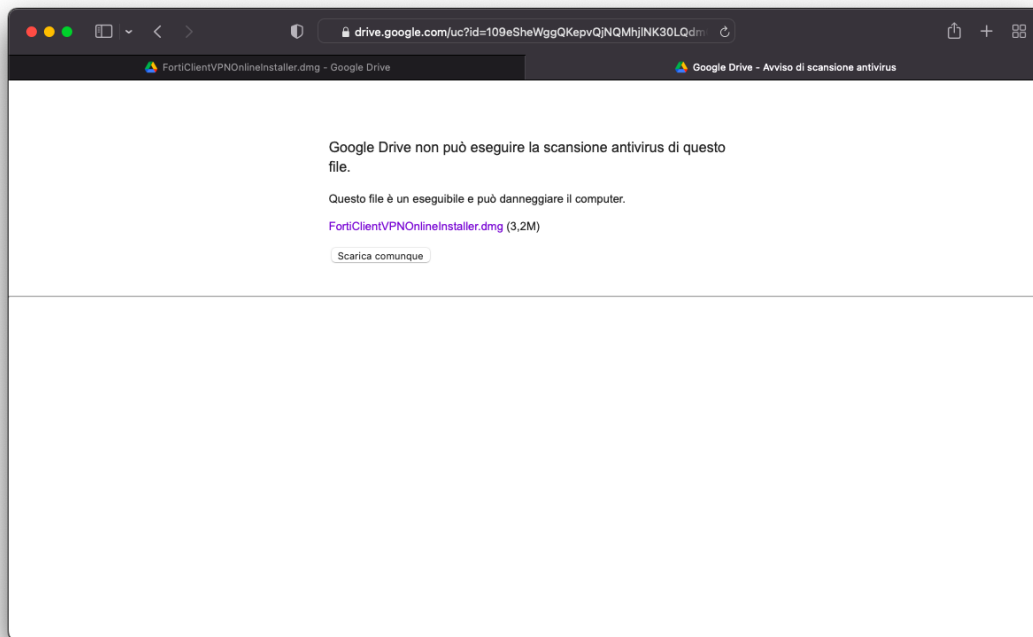 drive.google.com/uc?id=109eSheWggQKepvQjNQMhjlNK30LQdm
FortiClientVPNOnlineInstaller.dmg - Google Drive
Google Drive - Avviso di scansione antivirus
Google Drive non può eseguire la scansione antivirus di questo
file.
Questo file è un eseguibile e può danneggiare il computer.
FortiClientVPNOnlineInstaller.dmg (3,2M)
Scarica comunque